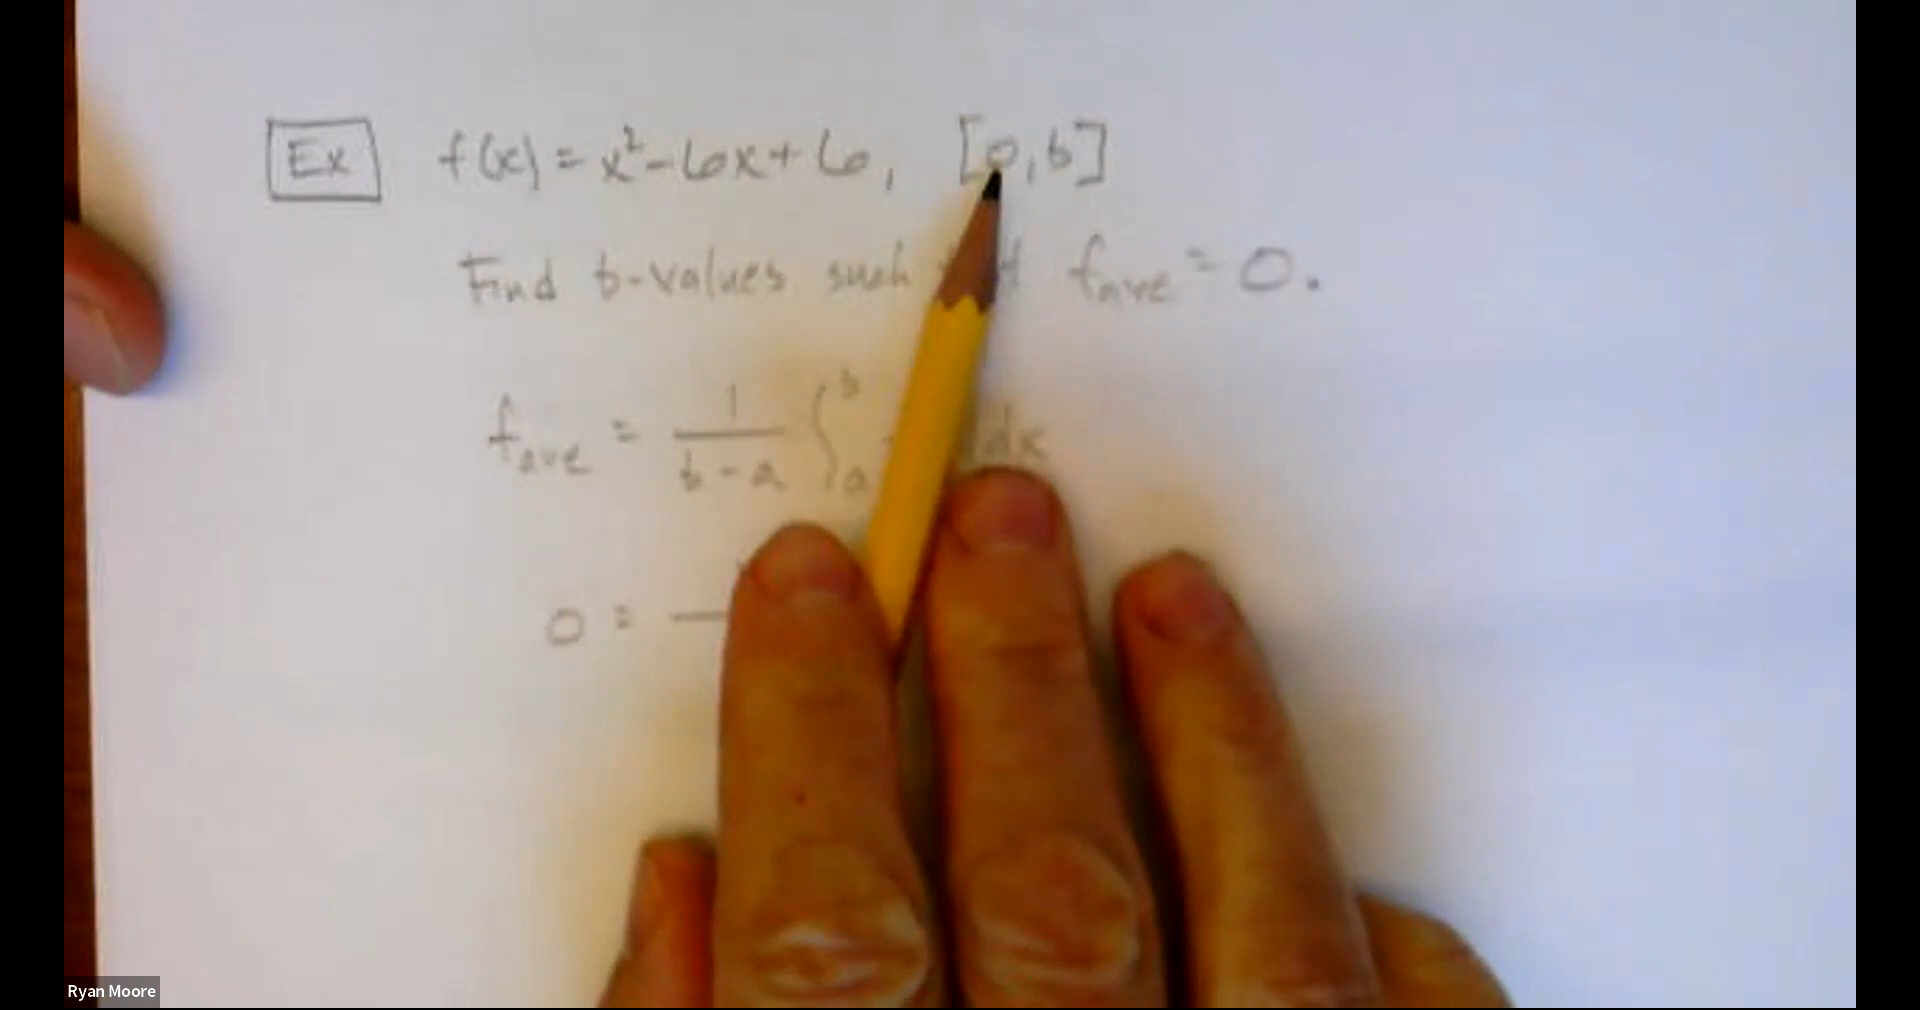 Ex f(x) = x² - 6x + 6, [0, b]
Find b-values such fave = 0.
fave = 1/(b - a) ∫ₐᵇ dx
0 =
Ryan Moore